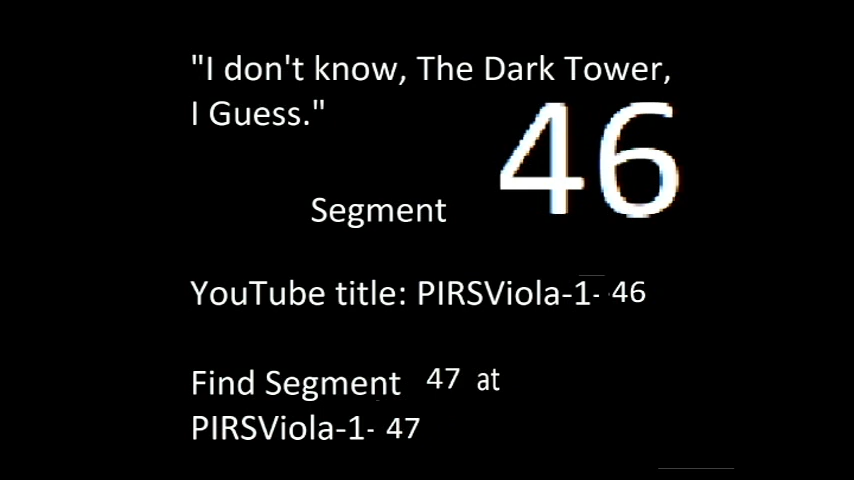 "I don't know, The Dark Tower,
I Guess."
Segment 46
YouTube title: PIRSViola-1- 46
Find Segment 47 at
PIRSViola-1- 47